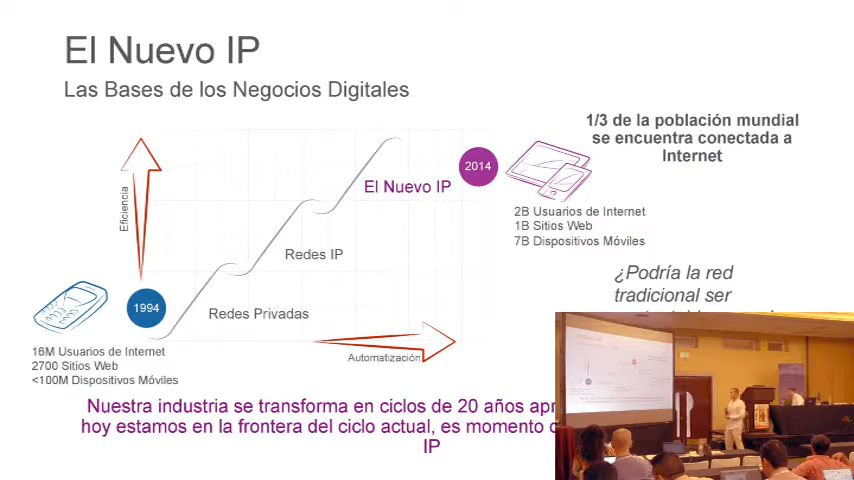 El Nuevo IP
Las Bases de los Negocios Digitales
1/3 de la población mundial
se encuentra conectada a
Internet
2014
El Nuevo IP
Eficiencia
2B Usuarios de Internet
1B Sitios Web
7B Dispositivos Móviles
Redes IP
¿Podría la red
tradicional ser
1994
Redes Privadas
16M Usuarios de Internet
2700 Sitios Web
<100M Dispositivos Móviles
Automatización
Nuestra industria se transforma en ciclos de 20 años
hoy estamos en la frontera del ciclo actual, es momento
IP